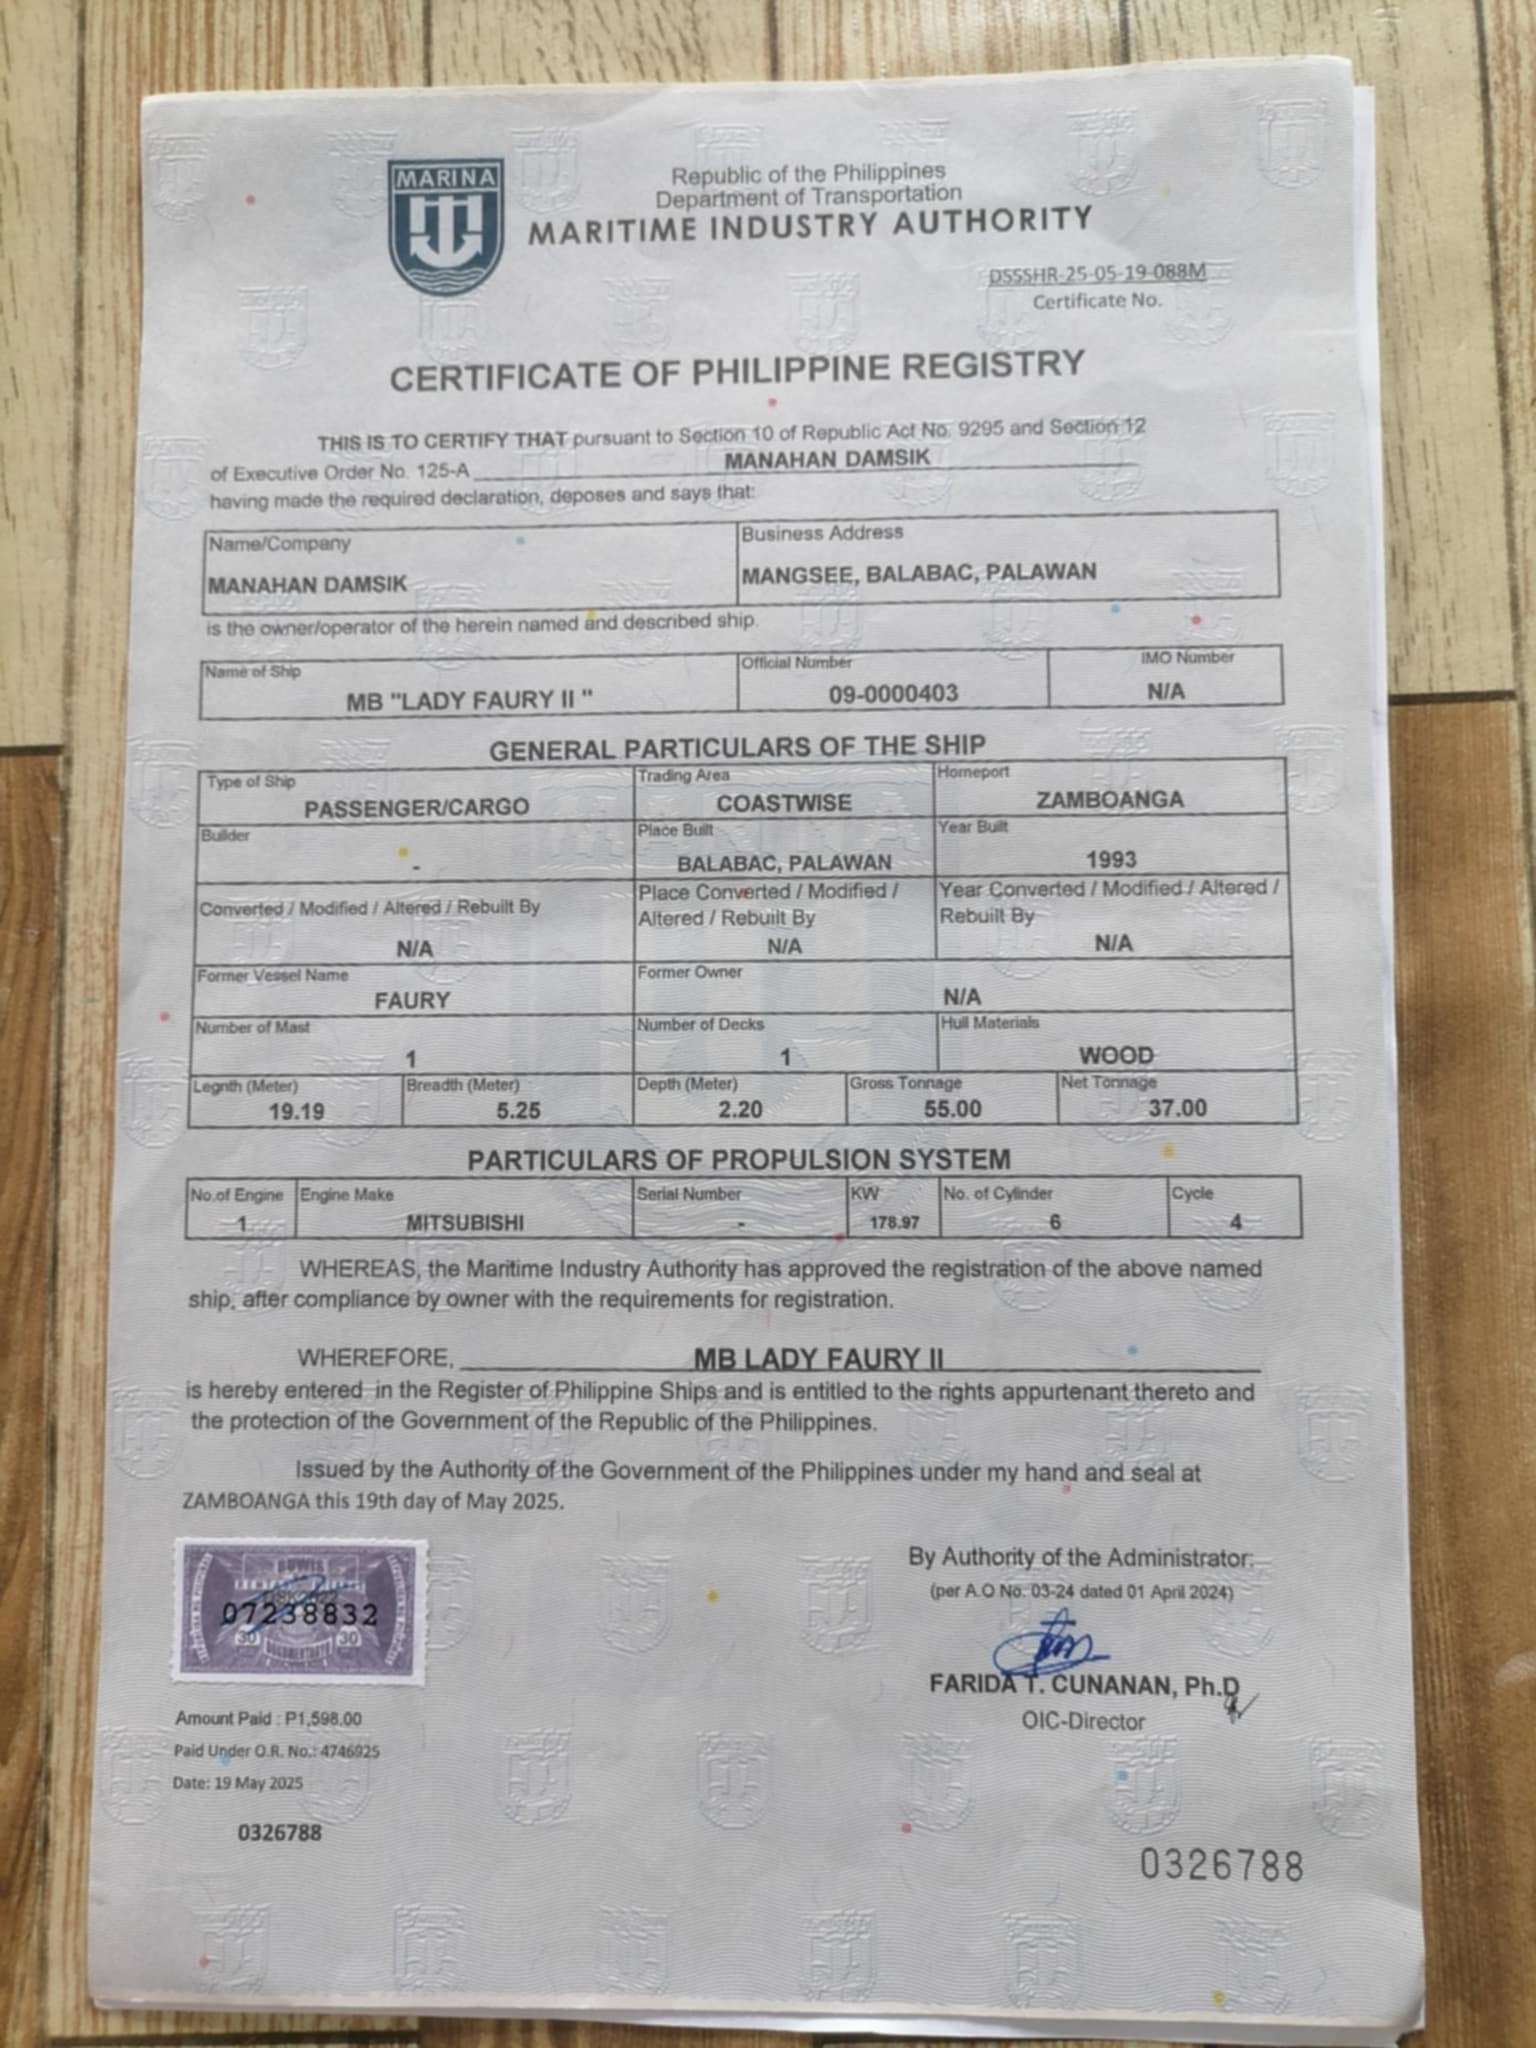 MARINA
Republic of the Philippines
Department of Transportation
MARITIME INDUSTRY AUTHORITY
DSSSHR-25-05-19-088M
Certificate No.
CERTIFICATE OF PHILIPPINE REGISTRY
THIS IS TO CERTIFY THAT pursuant to Section 10 of Republic Act No. 9295 and Section 12
of Executive Order No. 125-A MANAHAN DAMSIK
having made the required declaration, deposes and says that:
Name/Company Business Address
MANAHAN DAMSIK MANGSEE, BALABAC, PALAWAN
is the owner/operator of the herein named and described ship.
Name of Ship Official Number IMO Number
MB "LADY FAURY II " 09-0000403 N/A
GENERAL PARTICULARS OF THE SHIP
Type of Ship Trading Area Homeport
PASSENGER/CARGO COASTWISE ZAMBOANGA
Builder Place Built Year Built
- BALABAC, PALAWAN 1993
Converted / Modified / Altered / Rebuilt By Place Converted / Modified / Altered / Rebuilt By Year Converted / Modified / Altered / Rebuilt By
N/A N/A N/A
Former Vessel Name Former Owner
FAURY N/A
Number of Mast Number of Decks Hull Materials
1 1 WOOD
Legnth (Meter) Breadth (Meter) Depth (Meter) Gross Tonnage Net Tonnage
19.19 5.25 2.20 55.00 37.00
PARTICULARS OF PROPULSION SYSTEM
No.of Engine Engine Make Serial Number KW No. of Cylinder Cycle
1 MITSUBISHI - 178.97 6 4
WHEREAS, the Maritime Industry Authority has approved the registration of the above named
ship, after compliance by owner with the requirements for registration.
WHEREFORE, MB LADY FAURY II
is hereby entered in the Register of Philippine Ships and is entitled to the rights appurtenant thereto and
the protection of the Government of the Republic of the Philippines.
Issued by the Authority of the Government of the Philippines under my hand and seal at
ZAMBOANGA this 19th day of May 2025.
07238832
30 30
By Authority of the Administrator:
(per A.O No. 03-24 dated 01 April 2024)
FARIDA T. CUNANAN, Ph.D
OIC-Director
Amount Paid : P1,598.00
Paid Under O.R. No.: 4746925
Date: 19 May 2025
0326788
0326788